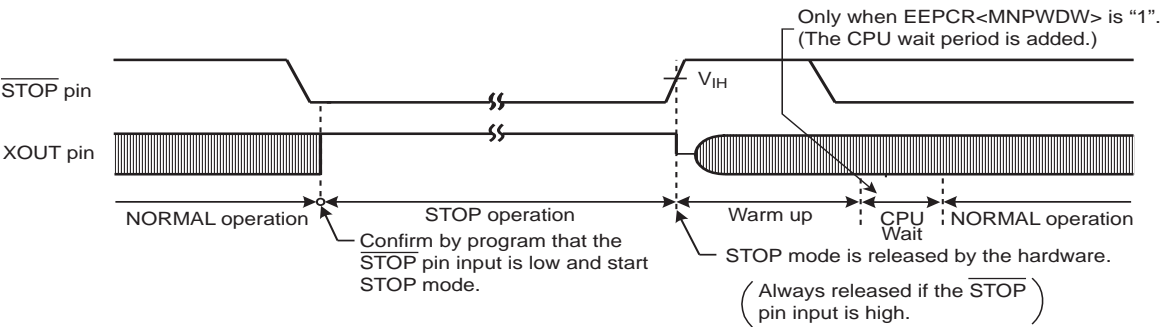 Only when EEPCR<MNPWDW> is “1”.
(The CPU wait period is added.)
STOP pin
VIH
XOUT pin
NORMAL operation
STOP operation
Warm up
CPU
Wait
NORMAL operation
Confirm by program that the
STOP pin input is low and start
STOP mode.
STOP mode is released by the hardware.
(Always released if the STOP
pin input is high.)